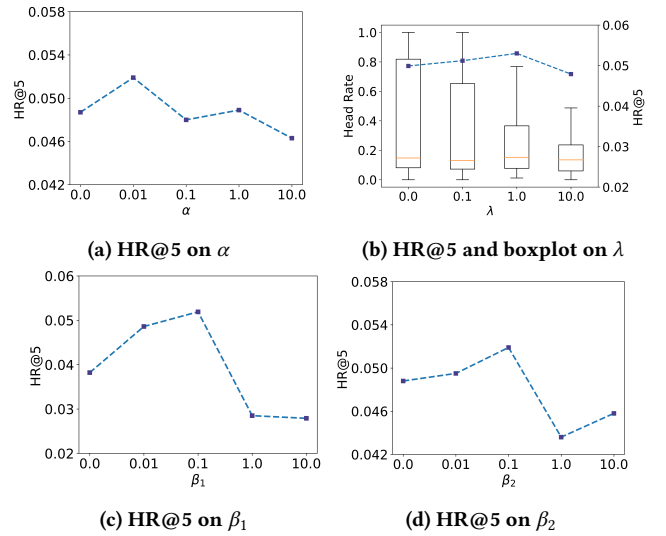 0.058
0.054
0.050
0.046
0.042
HR@5
0.0 0.01 0.1 1.0 10.0
α
(a) HR@5 on α
1.0
0.8
0.6
0.4
0.2
0.0
Head Rate
0.06
0.05
0.04
0.03
0.02
HR@5
0.0 0.1 1.0 10.0
λ
(b) HR@5 and boxplot on λ
0.06
0.05
0.04
0.03
0.02
HR@5
0.0 0.01 0.1 1.0 10.0
β₁
(c) HR@5 on β₁
0.058
0.054
0.050
0.046
0.042
HR@5
0.0 0.01 0.1 1.0 10.0
β₂
(d) HR@5 on β₂